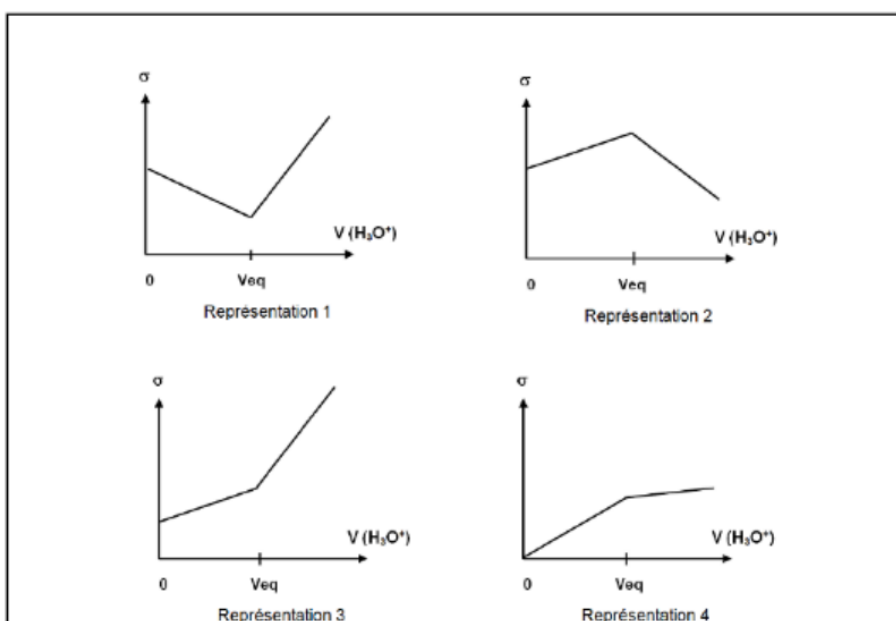 σ
V (H₃O⁺)
0
Veq
Représentation 1
σ
V (H₃O⁺)
0
Veq
Représentation 2
σ
V (H₃O⁺)
0
Veq
Représentation 3
σ
V (H₃O⁺)
0
Veq
Représentation 4